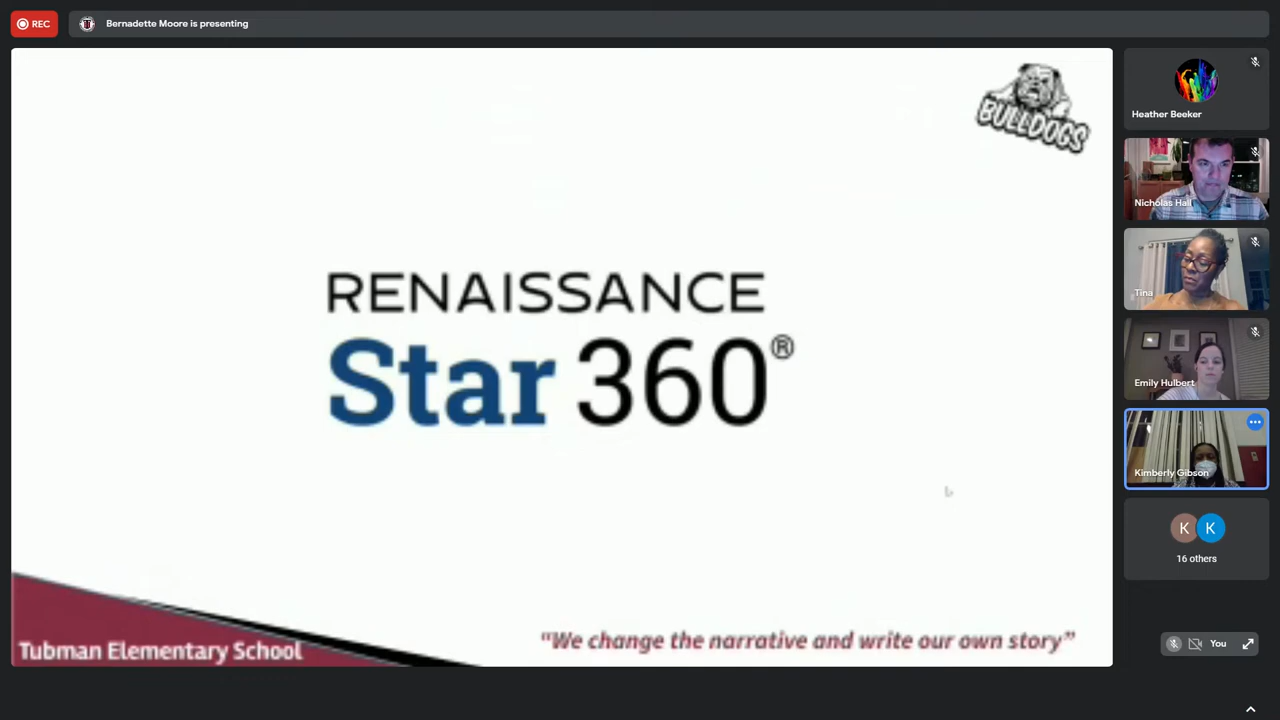 REC
Bernadette Moore is presenting
BULLDOGS
RENAISSANCE
Star 360®
Tubman Elementary School
“We change the narrative and write our own story”
Heather Beeker
Nicholas Hall
Tina
Emily Hulbert
Kimberly Gibson
K K
16 others
You